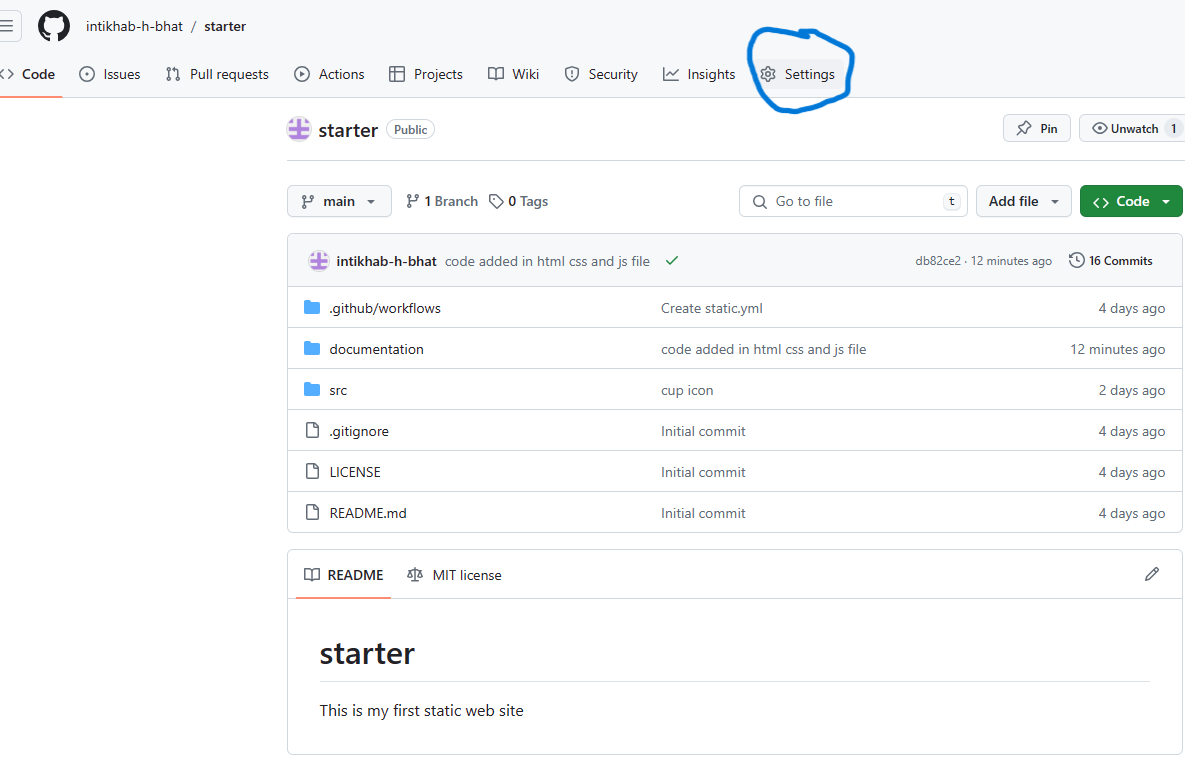 intikhab-h-bhat / starter
Code Issues Pull requests Actions Projects Wiki Security Insights Settings
starter Public Pin Unwatch 1
main 1 Branch 0 Tags Go to file t Add file Code
intikhab-h-bhat code added in html css and js file db82ce2 · 12 minutes ago 16 Commits
.github/workflows Create static.yml 4 days ago
documentation code added in html css and js file 12 minutes ago
src cup icon 2 days ago
.gitignore Initial commit 4 days ago
LICENSE Initial commit 4 days ago
README.md Initial commit 4 days ago
README MIT license
starter
This is my first static web site